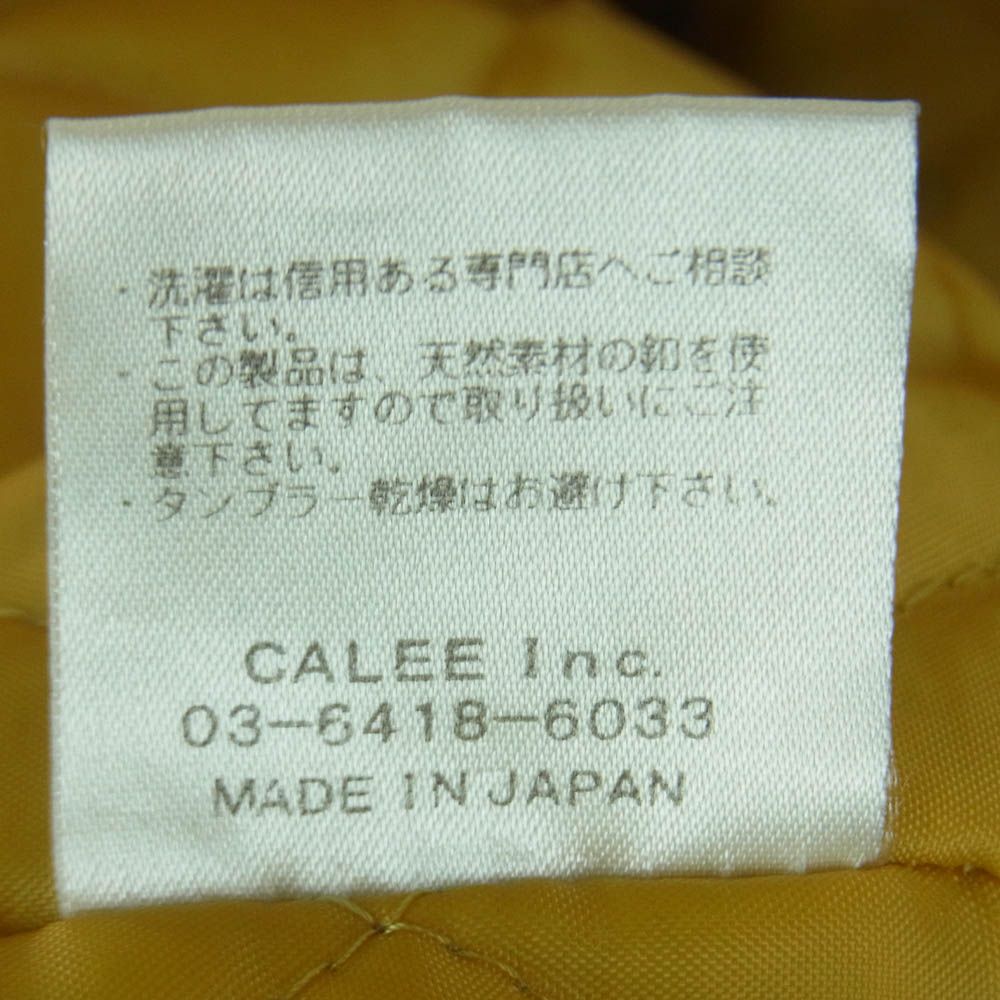 ・洗濯は信用ある専門店へご相談
下さい。
・この製品は、天然素材の釦を使
用してますので取り扱いにご注
意下さい。
・タンブラー乾燥はお避け下さい。
CALEE Inc.
03-6418-6033
MADE IN JAPAN